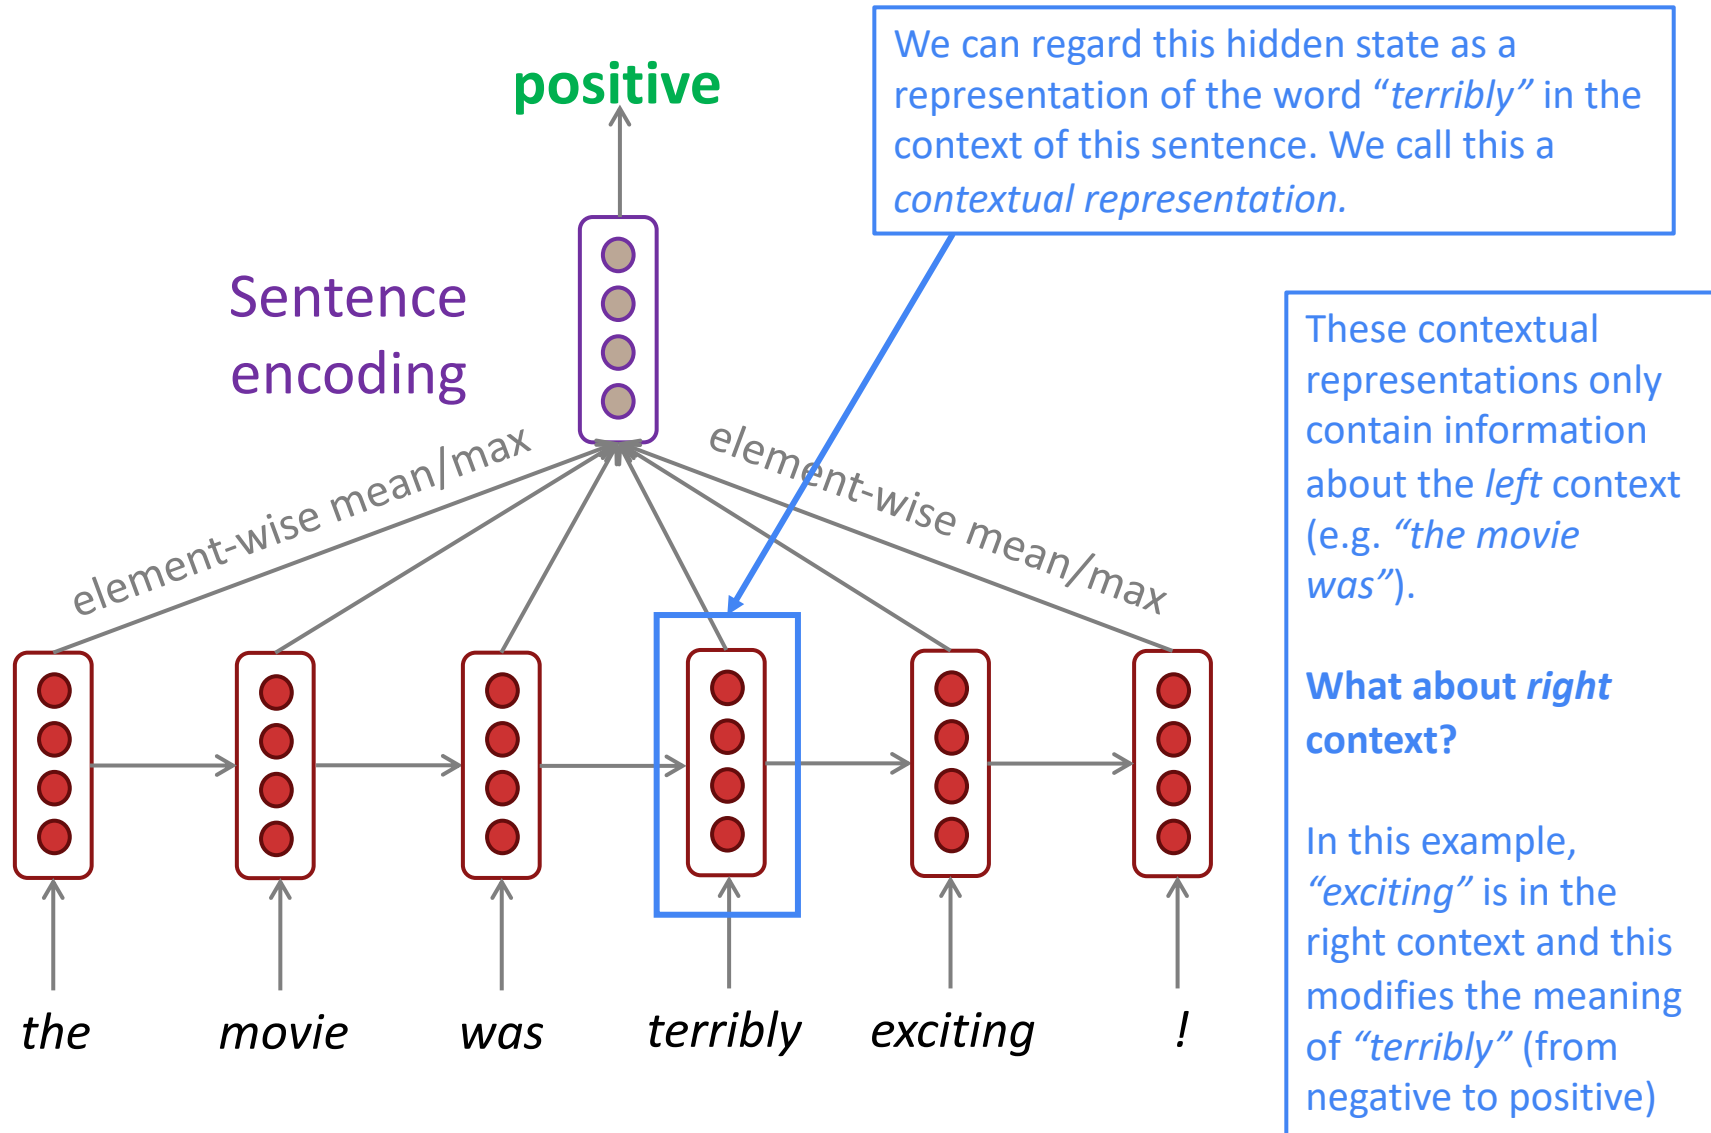 positive
We can regard this hidden state as a
representation of the word “terribly” in the
context of this sentence. We call this a
contextual representation.
Sentence
encoding
element-wise mean/max
element-wise mean/max
These contextual
representations only
contain information
about the left context
(e.g. “the movie
was”).
What about right
context?
In this example,
“exciting” is in the
right context and this
modifies the meaning
of “terribly” (from
negative to positive)
the movie was terribly exciting !